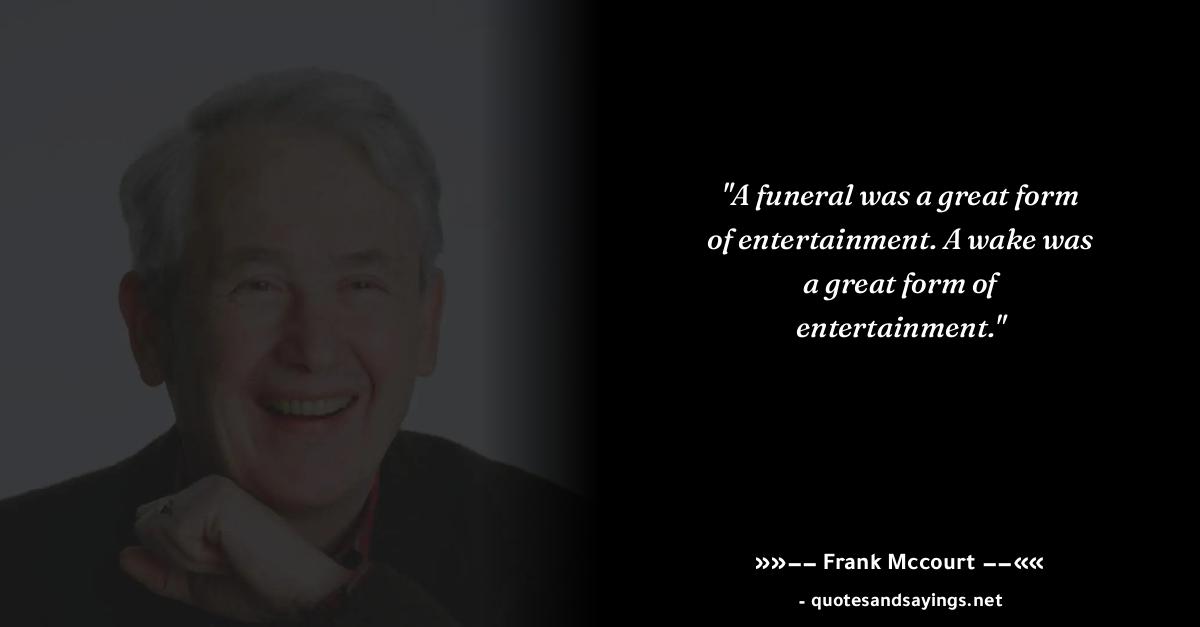 "A funeral was a great form
of entertainment. A wake was
a great form of
entertainment."
»»−− Frank Mccourt −−««
- quotesandsayings.net